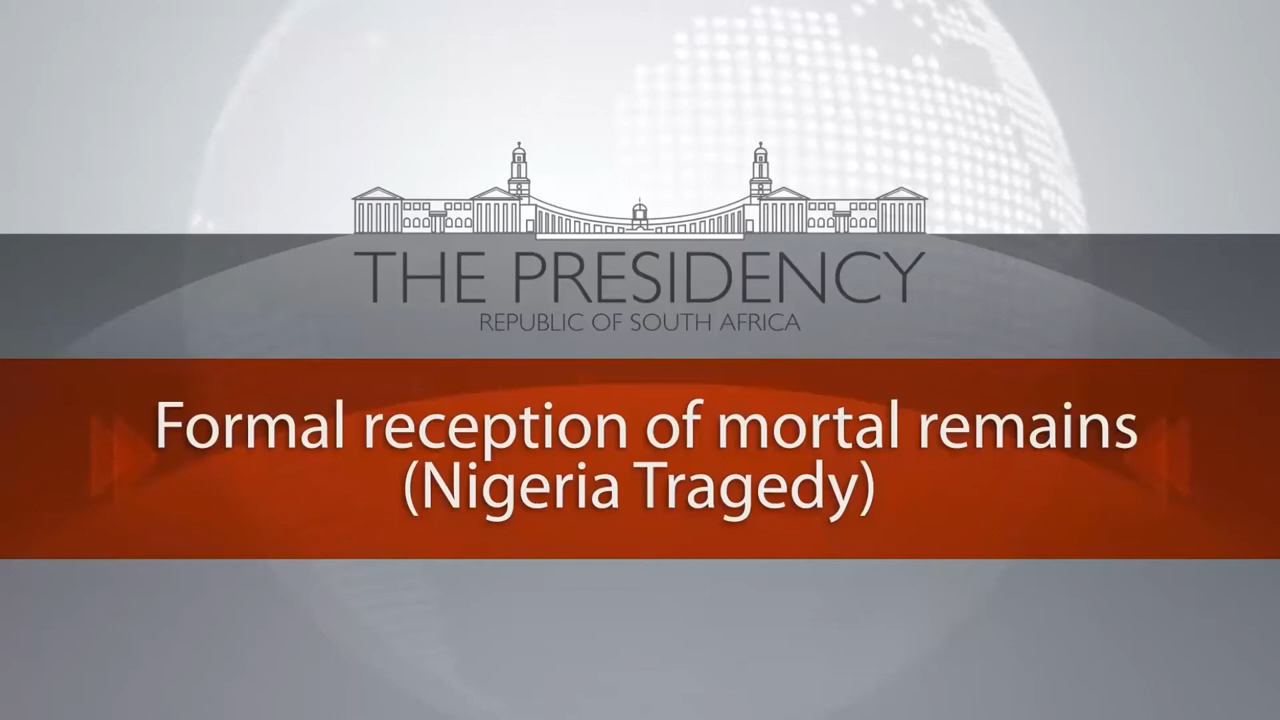 THE PRESIDENCY
REPUBLIC OF SOUTH AFRICA
Formal reception of mortal remains
(Nigeria Tragedy)